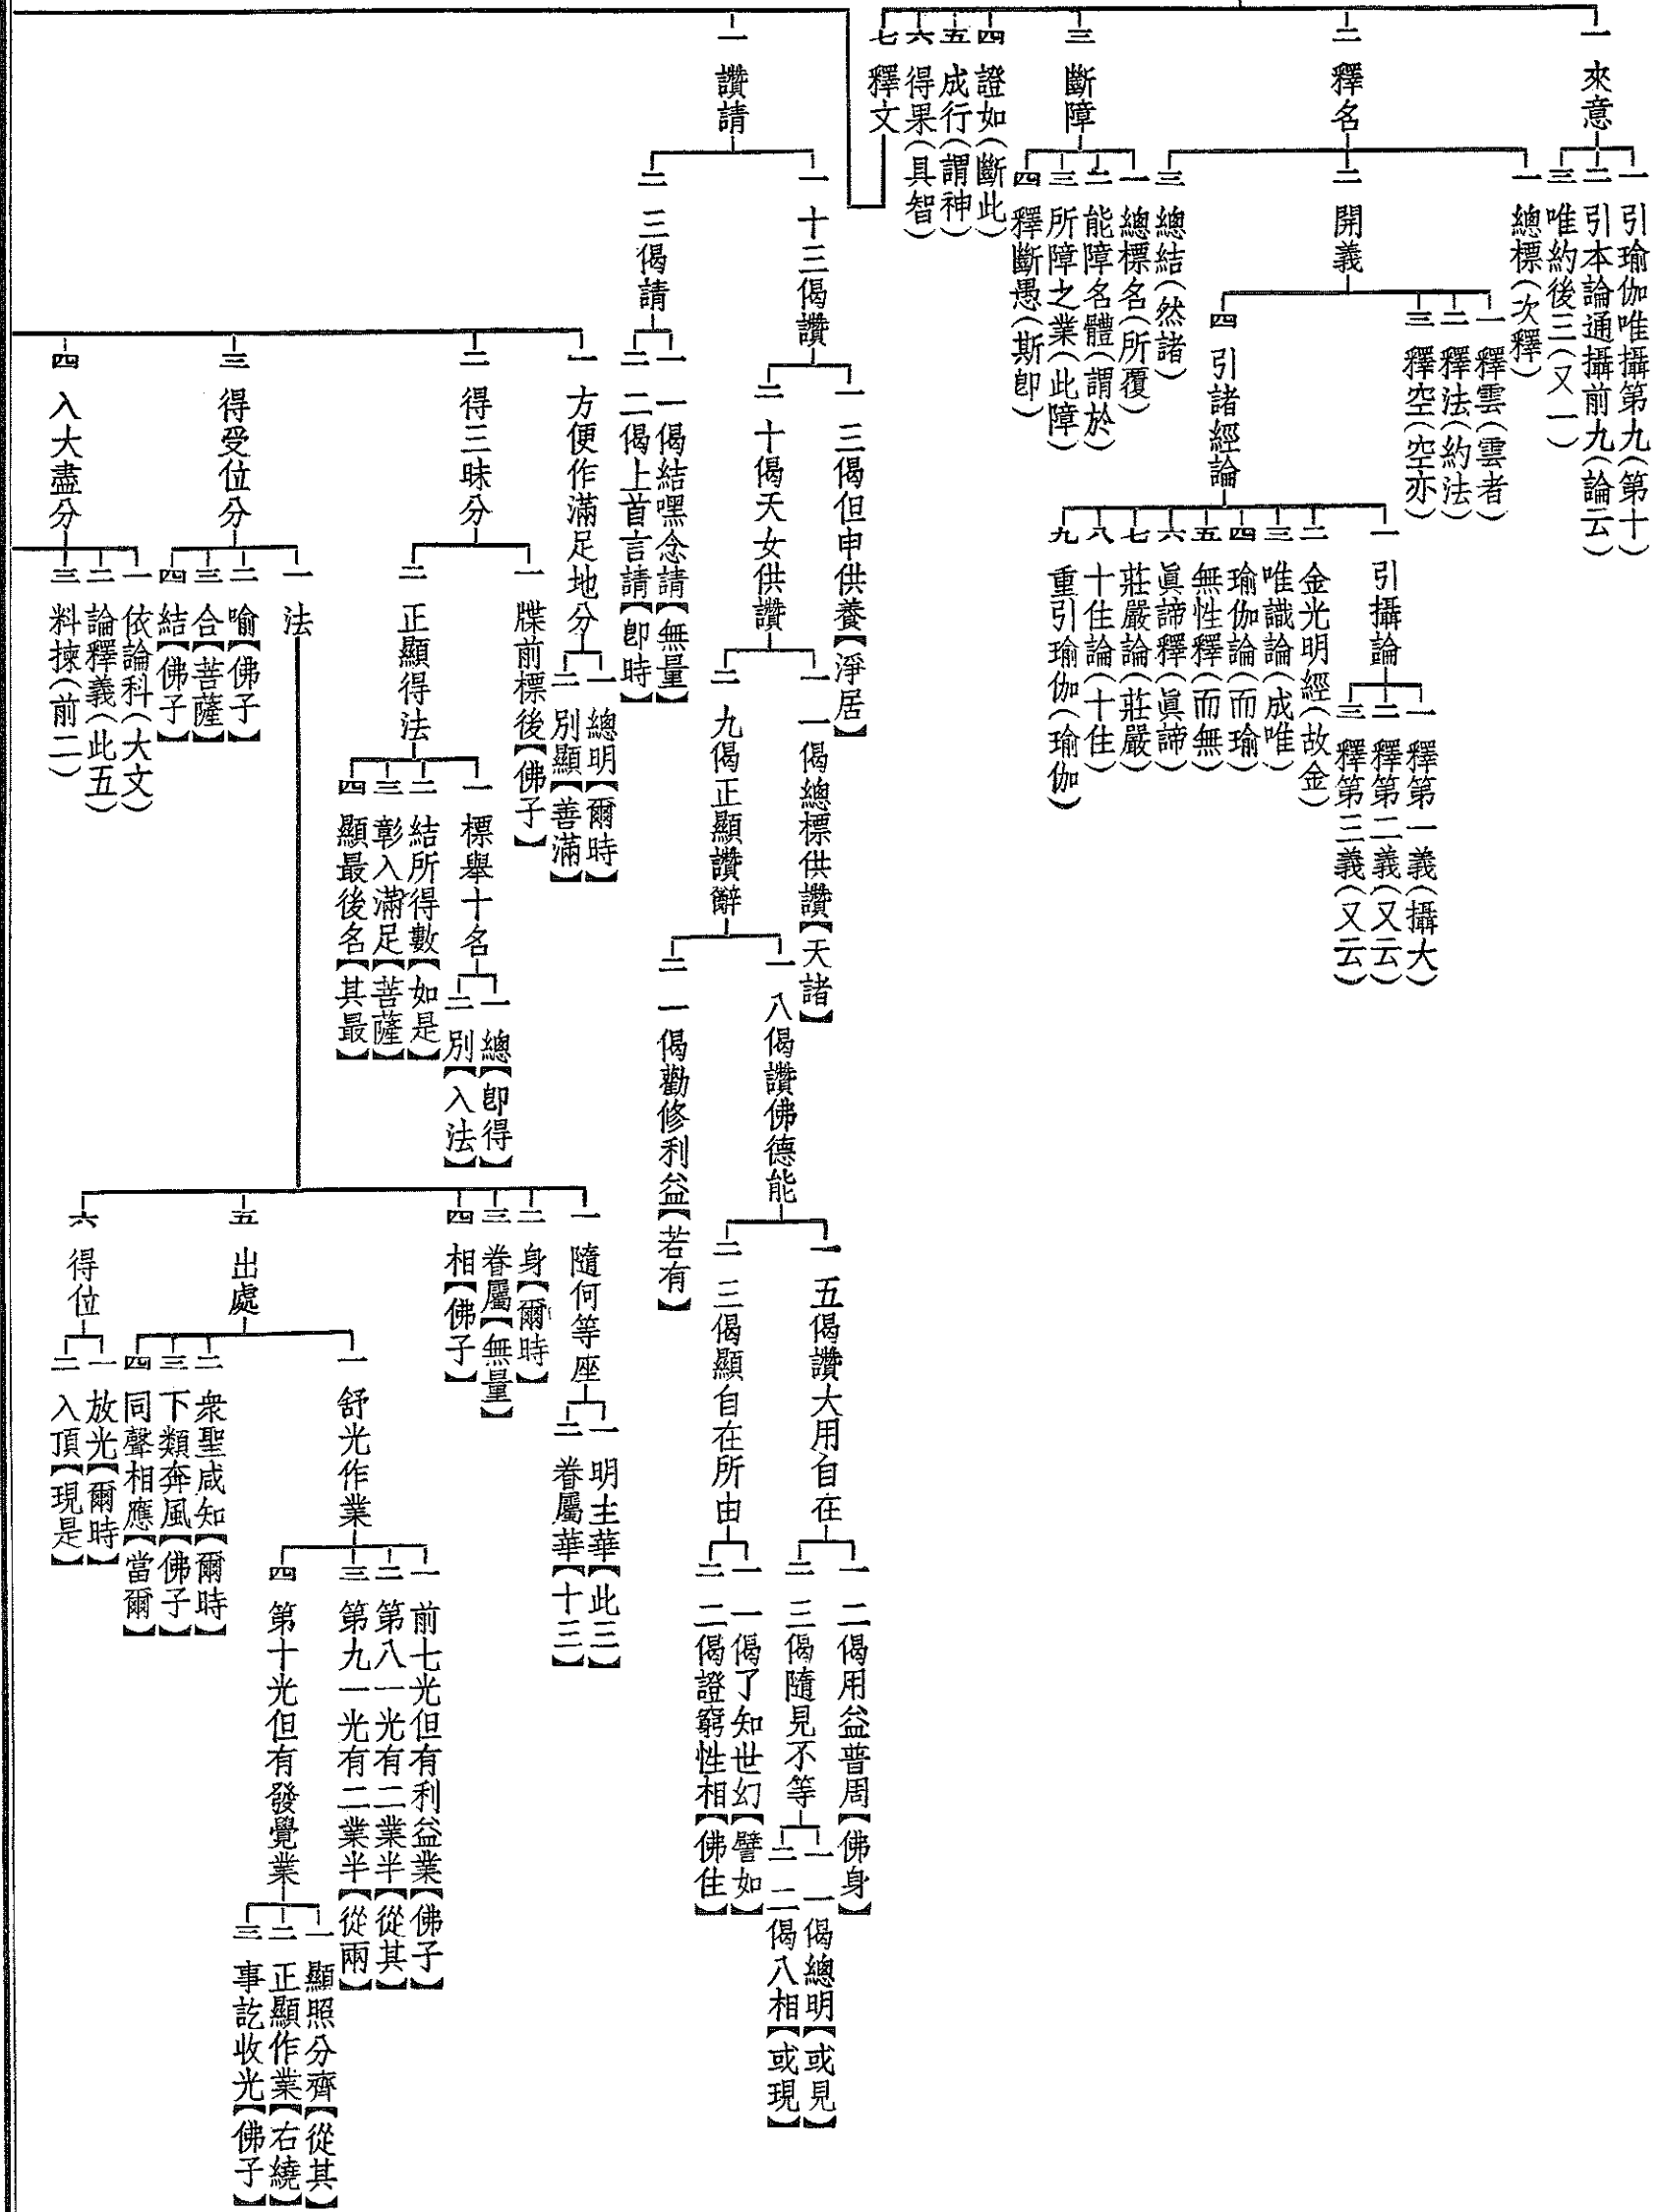 一 來意
一 引瑜伽唯攝第九(第十)
二 引本論通攝前九(論云)
三 唯約後三(又一)
二 釋名
一 總標(次釋)
二 開義
一 釋雲(雲者)
二 釋法(約法)
三 釋空(空亦)
四 引諸經論
一 引攝論
一 釋第一義(攝大)
二 釋第二義(又云)
三 釋第三義(又云)
二 金光明經(故金)
三 唯識論(成唯)
四 瑜伽論(而瑜)
五 無性釋(而無)
六 眞諦釋(眞諦)
七 莊嚴論(莊嚴)
八 十住論(十住)
九 重引瑜伽(瑜伽)
三 總結(然諸)
三 斷障
一 總標名(所覆)
二 能障名體(謂於)
三 所障之業(此障)
四 釋斷愚(斯卽)
四 證如(斷此)
五 成行(謂神)
六 得果(具智)
七 釋文
一 讚請
一 十三偈讚
一 三偈但申供養【淨居】
二 十偈天女供讚
一 一偈總標供讚【天諸】
二 九偈正顯讚辭
一 八偈讚佛德能
一 五偈讚大用自在
一 二偈用益普周【佛身】
二 三偈隨見不等
一 一偈總明【或見】
二 二偈八相【或現】
二 三偈顯自在所由
一 一偈了知世幻【譬如】
二 二偈證窮性相【佛住】
二 一偈勸修利益【若有】
二 三偈請
一 一偈結嘿念請【無量】
二 二偈上首言請【卽時】
一 方便作滿足地分
一 總明【爾時】
二 別顯【善滿】
二 得三昧分
一 牒前標後【佛子】
二 正顯得法
一 標舉十名
一 總【卽得】
二 別【入法】
二 結所得數【如是】
三 彰入滿足【菩薩】
四 顯最後名【其最】
三 得受位分
一 法
一 隨何等座
一 明主華【此三】
二 眷屬華【十三】
二 身【爾時】
三 眷屬【無量】
四 相【佛子】
五 出處
一 舒光作業
一 前七光但有利益業【佛子】
二 第八一光有二業半【從其】
三 第九一光有二業半【從兩】
四 第十光但有發覺業
一 顯照分齊【從其】
二 正顯作業【右繞】
三 事訖收光【佛子】
二 衆聖咸知【爾時】
三 下類奔風【佛子】
四 同聲相應【當爾】
六 得位
一 放光【爾時】
二 入頂【現是】
二 喻【佛子】
三 合【菩薩】
四 結【佛子】
四 入大盡分
一 依論科(大文)
二 論釋義(此五)
三 料揀(前二)